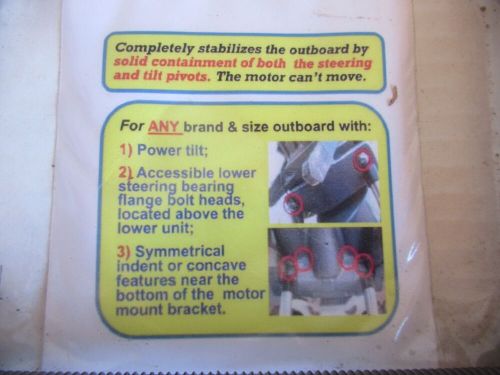 Completely stabilizes the outboard by
solid containment of both the steering
and tilt pivots. The motor can't move.
For ANY brand & size outboard with:
1) Power tilt;
2) Accessible lower
steering bearing
flange bolt heads,
located above the
lower unit;
3) Symmetrical
indent or concave
features near the
bottom of the motor
mount bracket.